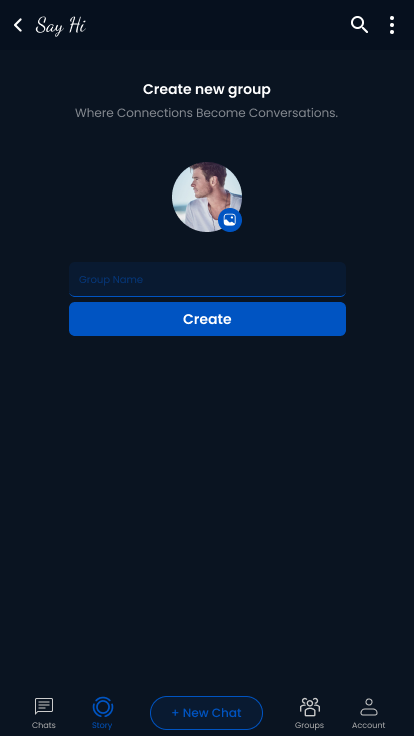 Say Hi
Create new group
Where Connections Become Conversations.
Group Name
Create
Chats
Story
+ New Chat
Groups
Account